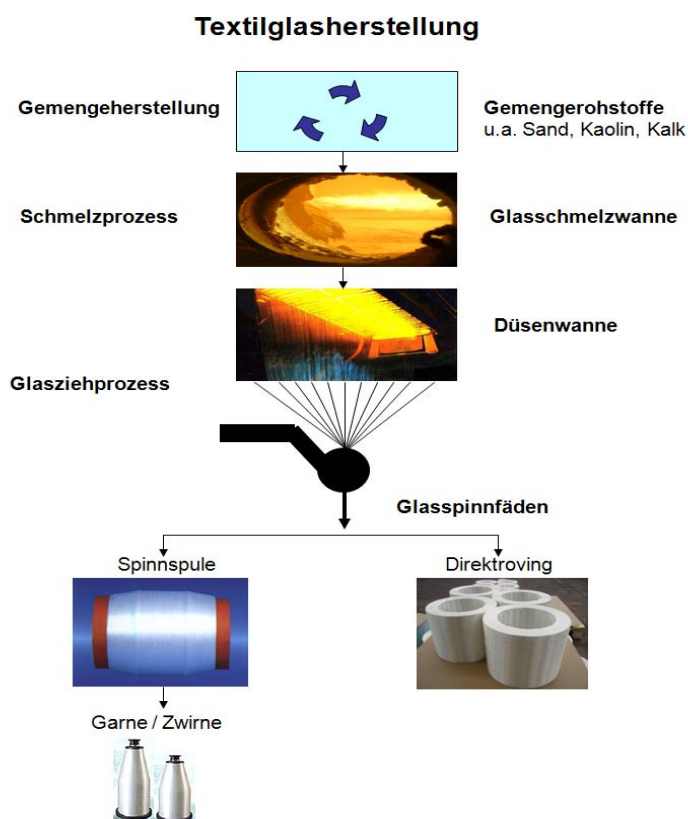 Textilglasherstellung
Gemengeherstellung
Gemengerohstoffe
u.a. Sand, Kaolin, Kalk
Schmelzprozess
Glasschmelzwanne
Düsenwanne
Glasziehprozess
Glasspinnfäden
Spinnspule
Direktroving
Garne / Zwirne